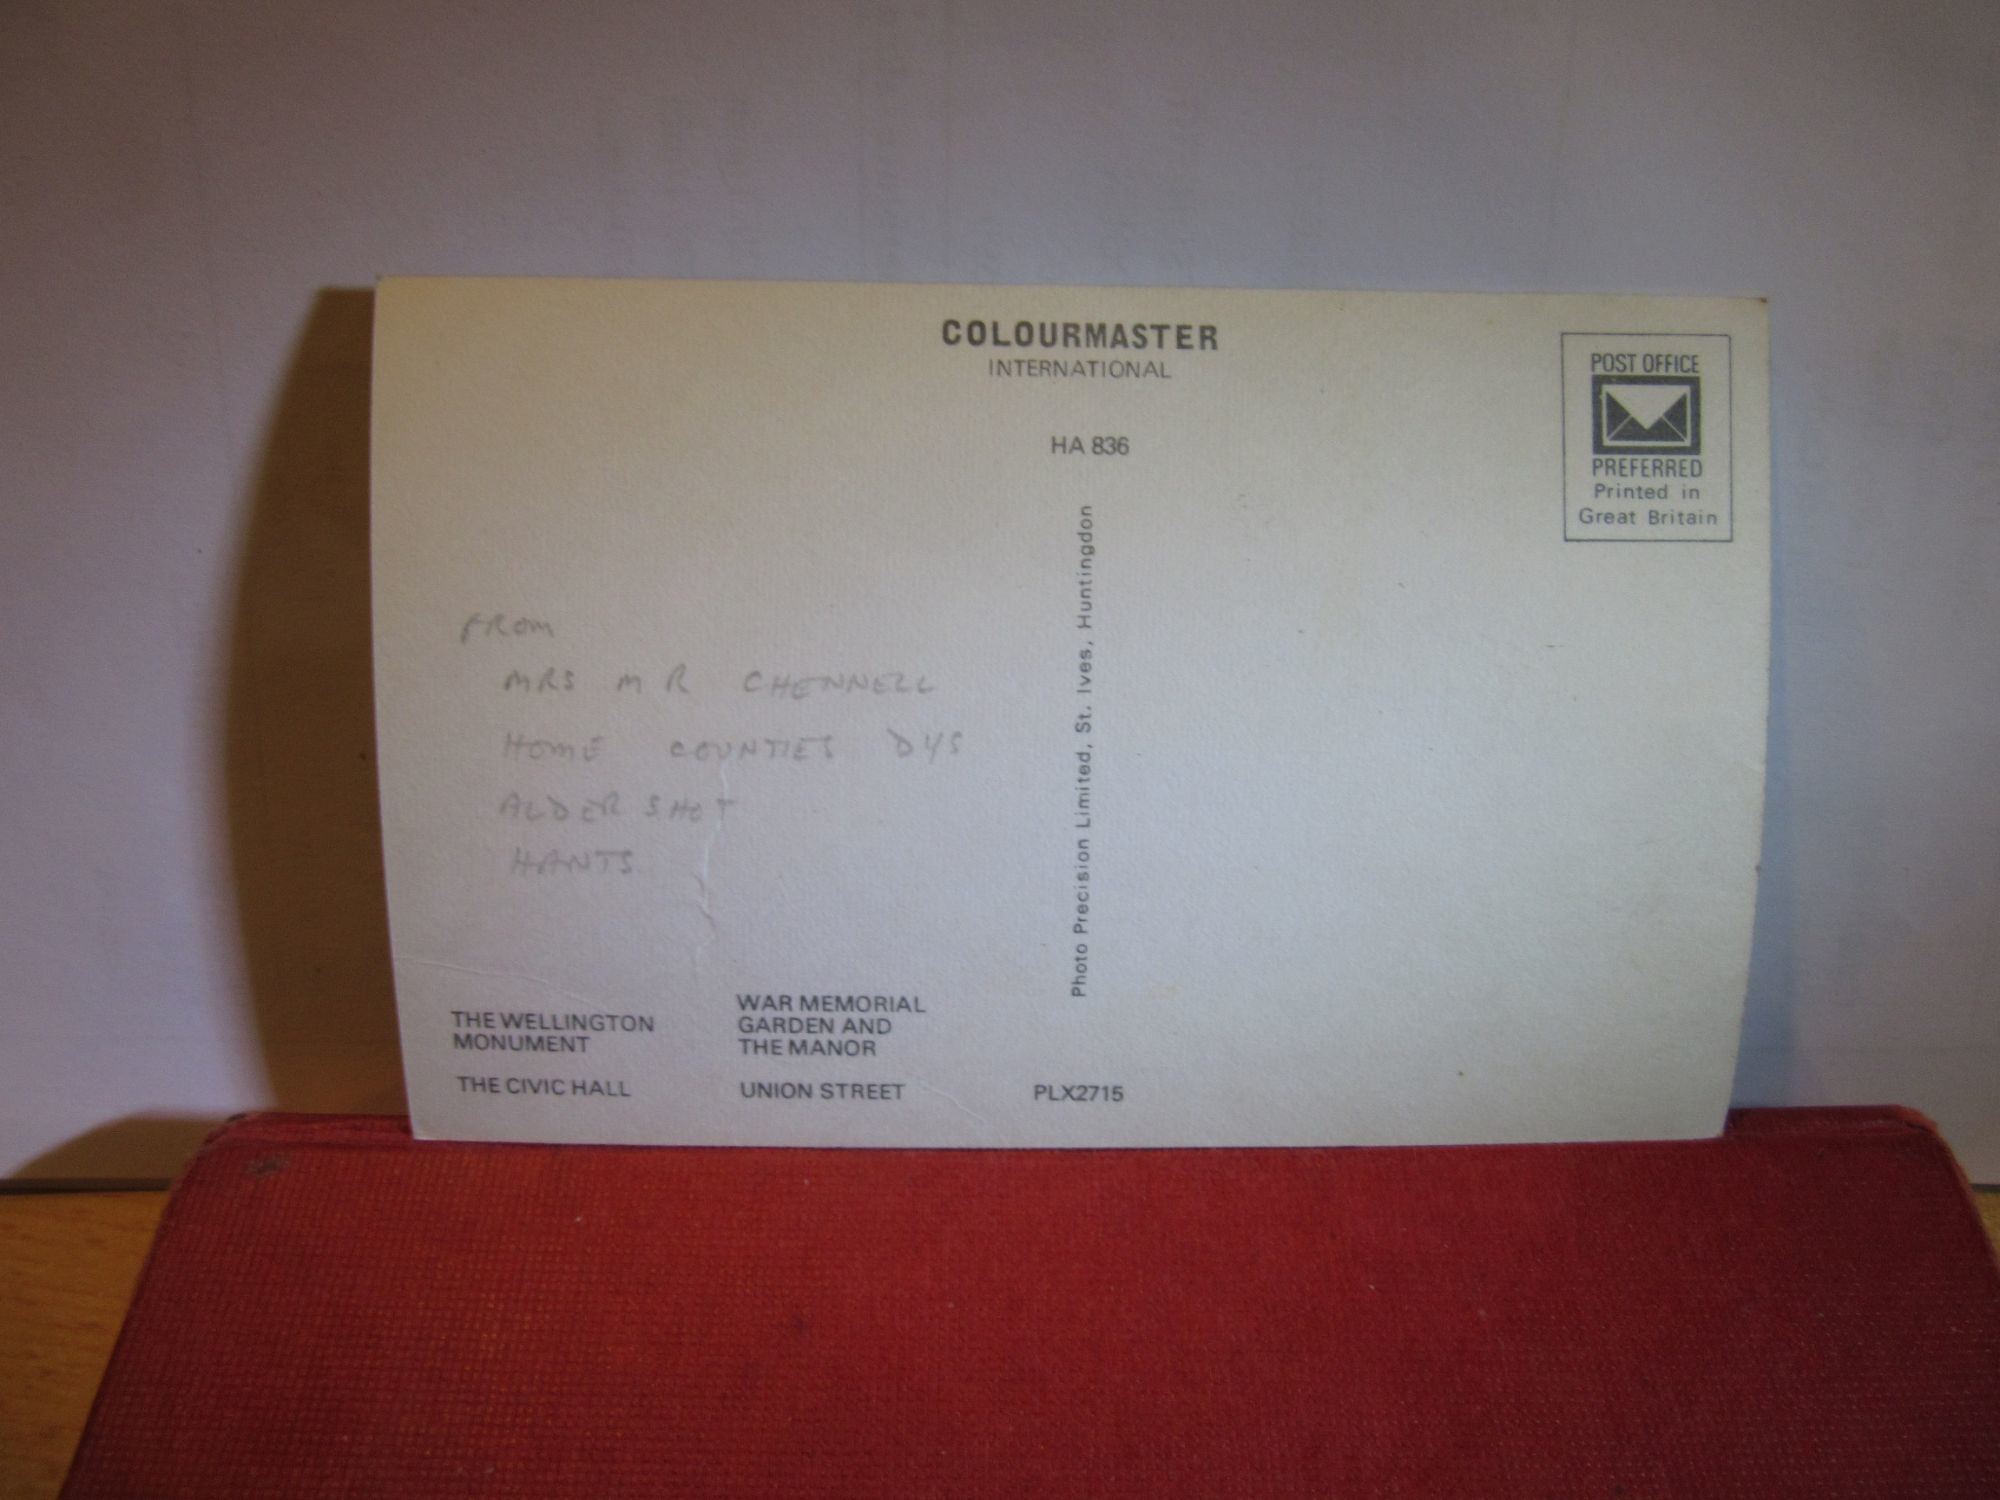 COLOURMASTER
INTERNATIONAL
HA 836
POST OFFICE
PREFERRED
Printed in
Great Britain
FROM
MRS M R CHENNELL
HOME COUNTIES
ALDERSHOT
HANTS
Photo Precision Limited, St. Ives, Huntingdon
THE WELLINGTON
MONUMENT
WAR MEMORIAL
GARDEN AND
THE MANOR
THE CIVIC HALL
UNION STREET
PLX2715